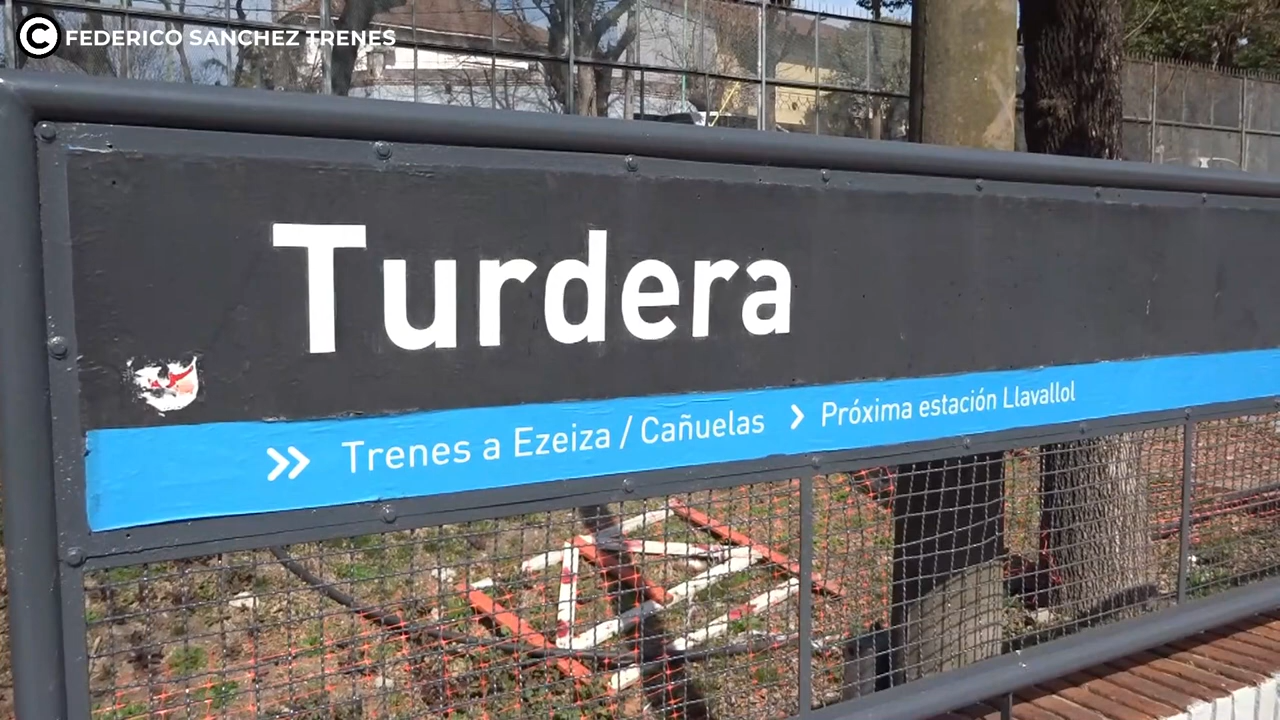 © FEDERICO SANCHEZ TRENES
Turdera
» Trenes a Ezeiza / Cañuelas › Próxima estación Llavallol